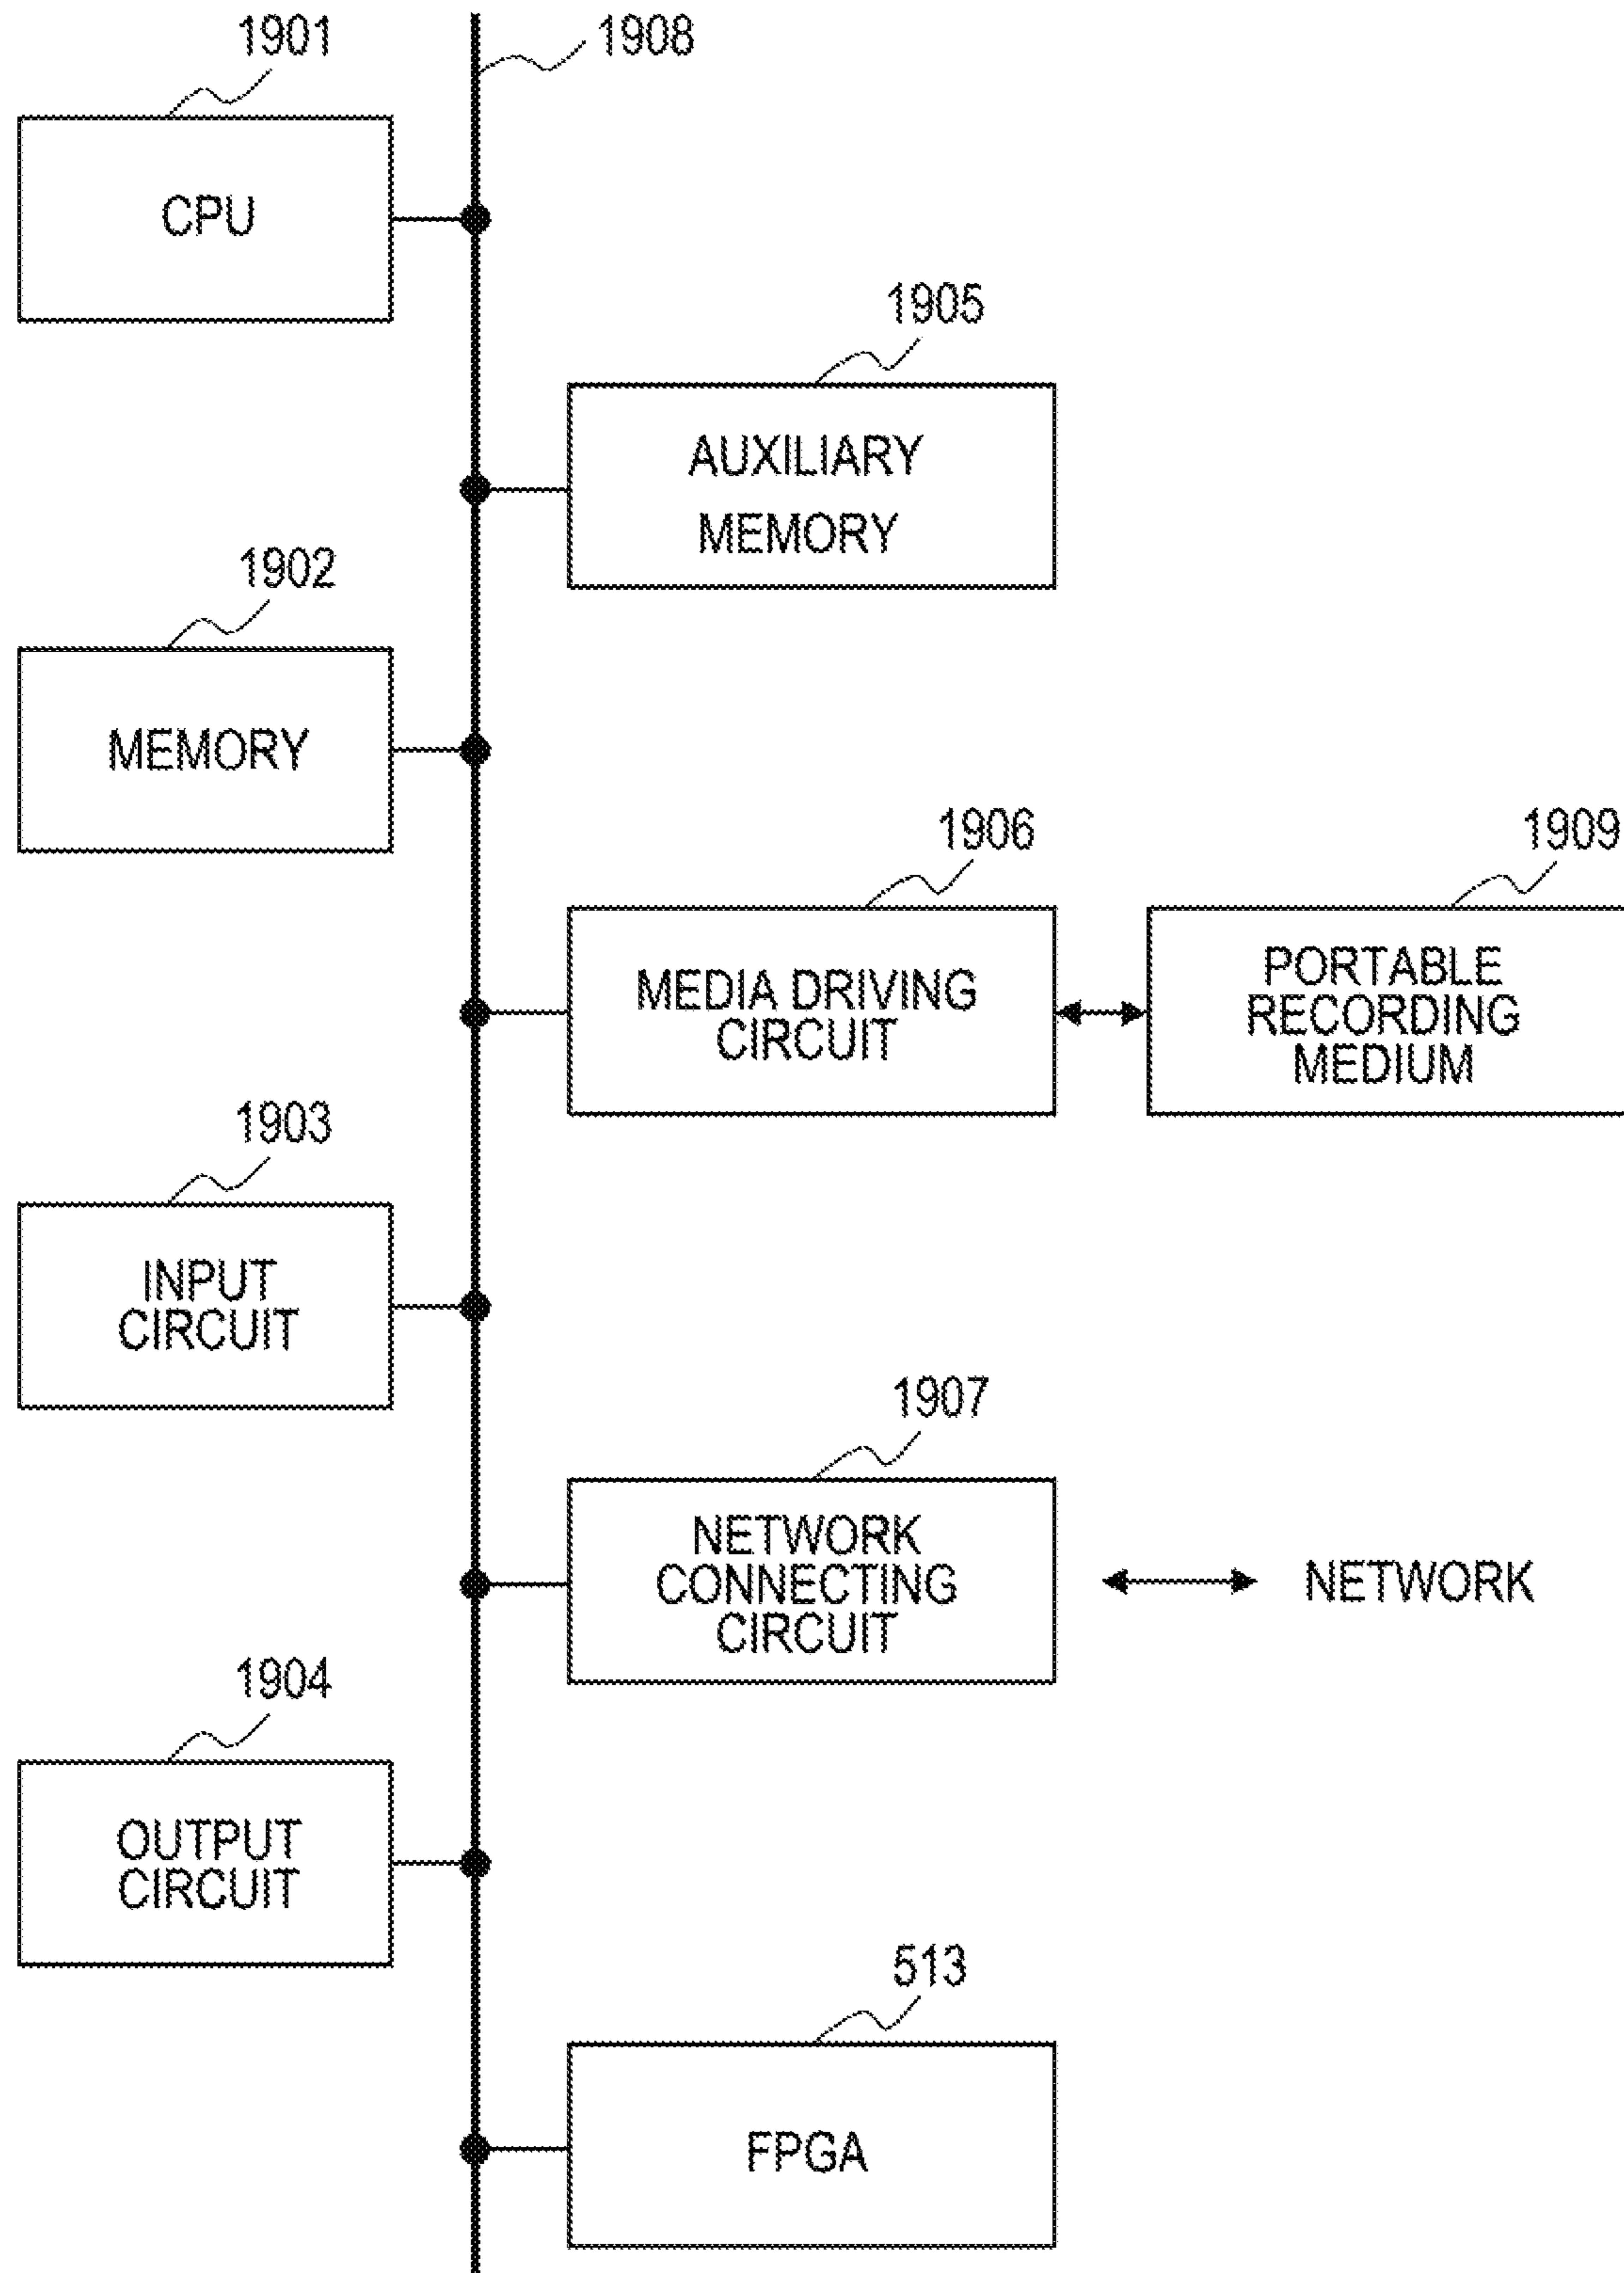 1901
1908
CPU
1905
AUXILIARY
MEMORY
1902
MEMORY
1906
1909
MEDIA DRIVING
CIRCUIT
PORTABLE
RECORDING
MEDIUM
1903
INPUT
CIRCUIT
1907
NETWORK
CONNECTING
CIRCUIT
NETWORK
1904
OUTPUT
CIRCUIT
513
FPGA